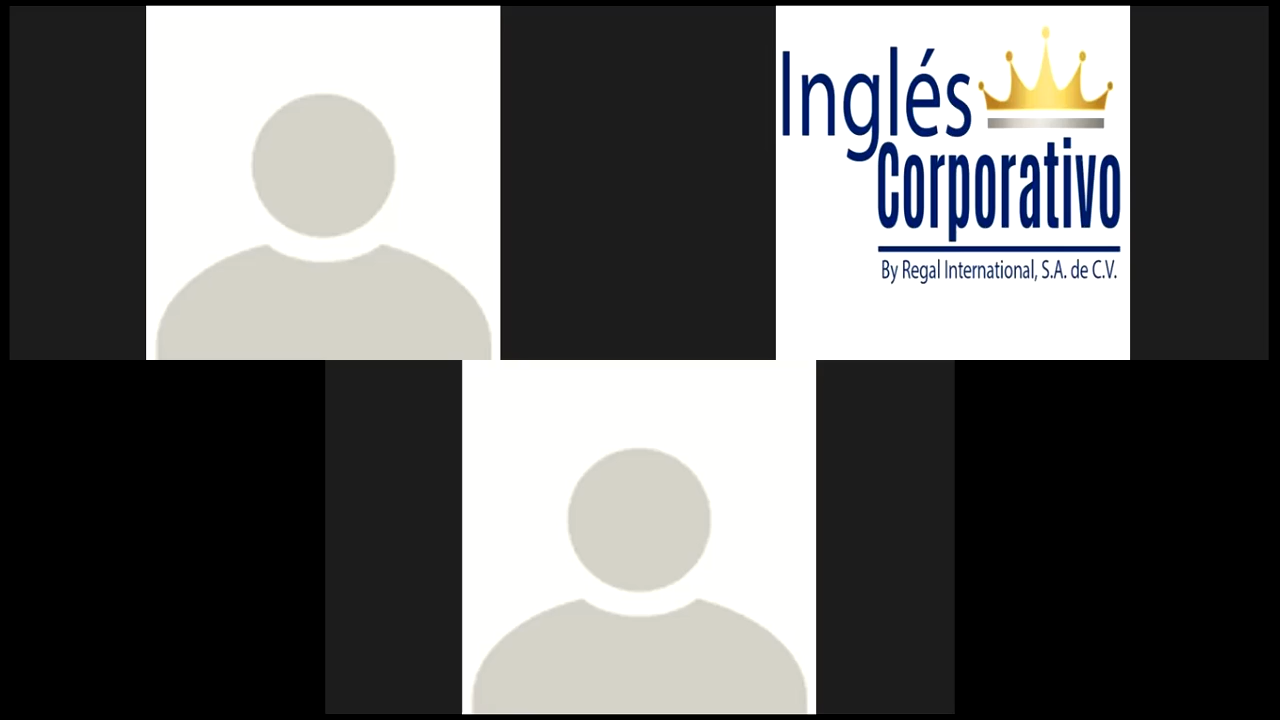 Inglés
Corporativo
By Regal International, S.A. de C.V.